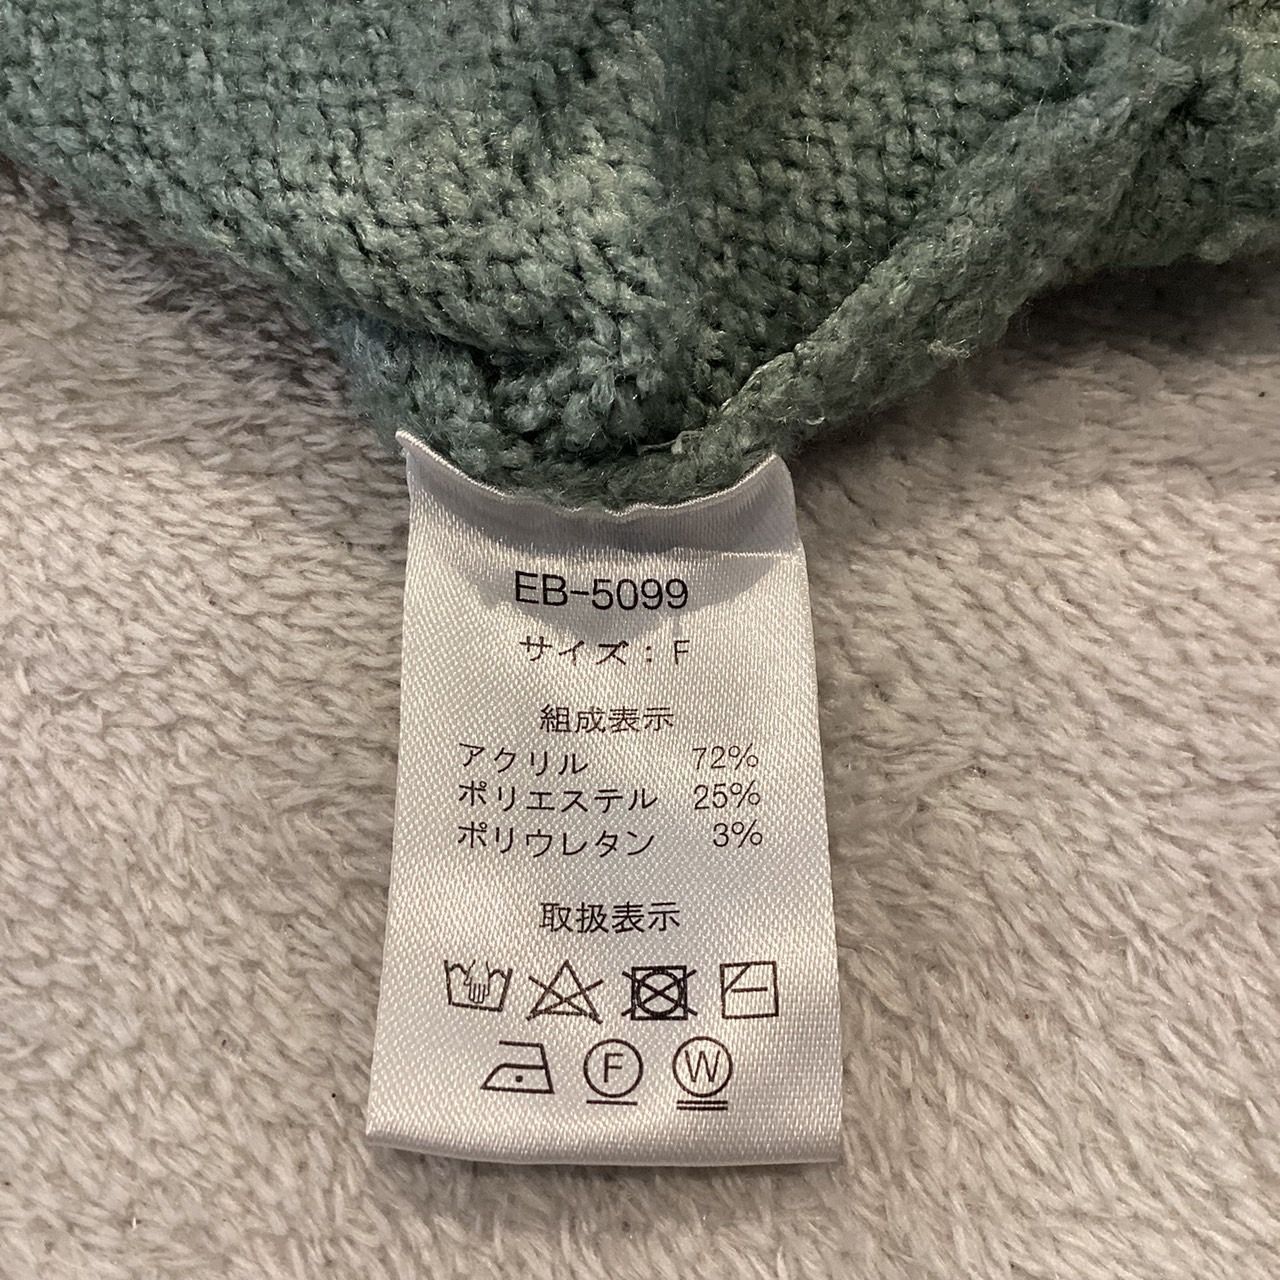 EB-5099
サイズ：F
組成表示
アクリル 72%
ポリエステル 25%
ポリウレタン 3%
取扱表示
F W